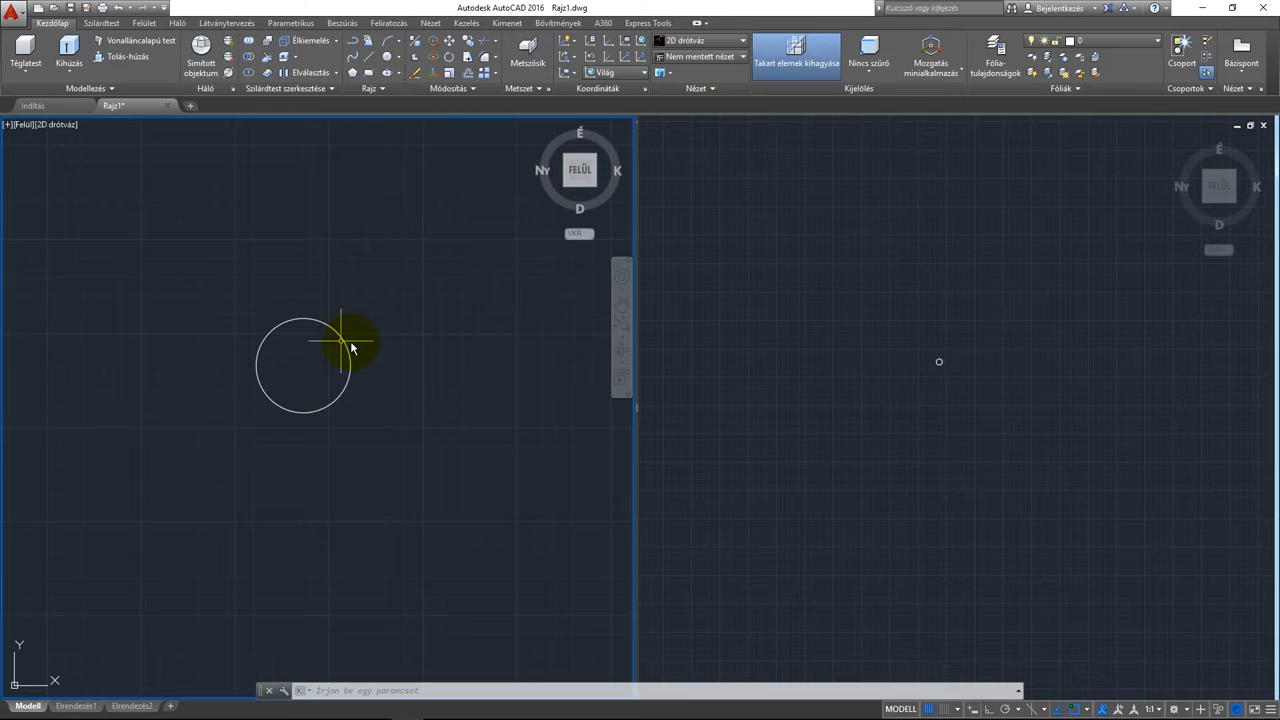 Autodesk AutoCAD 2016 Rajz1.dwg
Kulcsszó vagy kifejezés
Bejelentkezés
Kezdőlap Szilárdtest Felület Háló Látványtervezés Parametrikus Beszúrás Feliratozás Nézet Kezelés Kimenet Bővítmények A360 Express Tools
Téglatest
Kihúzás
Vonalláncalapú test
Tolás-húzás
Simított objektum
Elkiemelés
Elválasztás
Metszősík
Világ
2D drótváz
Nem mentett nézet
Takart elemek kihagyása
Nincs szűrő
Mozgatás minialkalmazás
Fólia-tulajdonságok
0
Csoport
Bázispont
Modellezés
Háló
Szilárdtest szerkesztése
Rajz
Módosítás
Metszet
Koordináták
Nézet
Kijelölés
Fóliák
Csoportok
Nézet
Indítás
Rajz1*
[+][Felül][2D drótváz]
É
NY FELÜL K
D
VKR
É
NY FELÜL K
D
Y
X
Írjon be egy parancsot
Modell Elrendezés1 Elrendezés2
MODELL
1:1